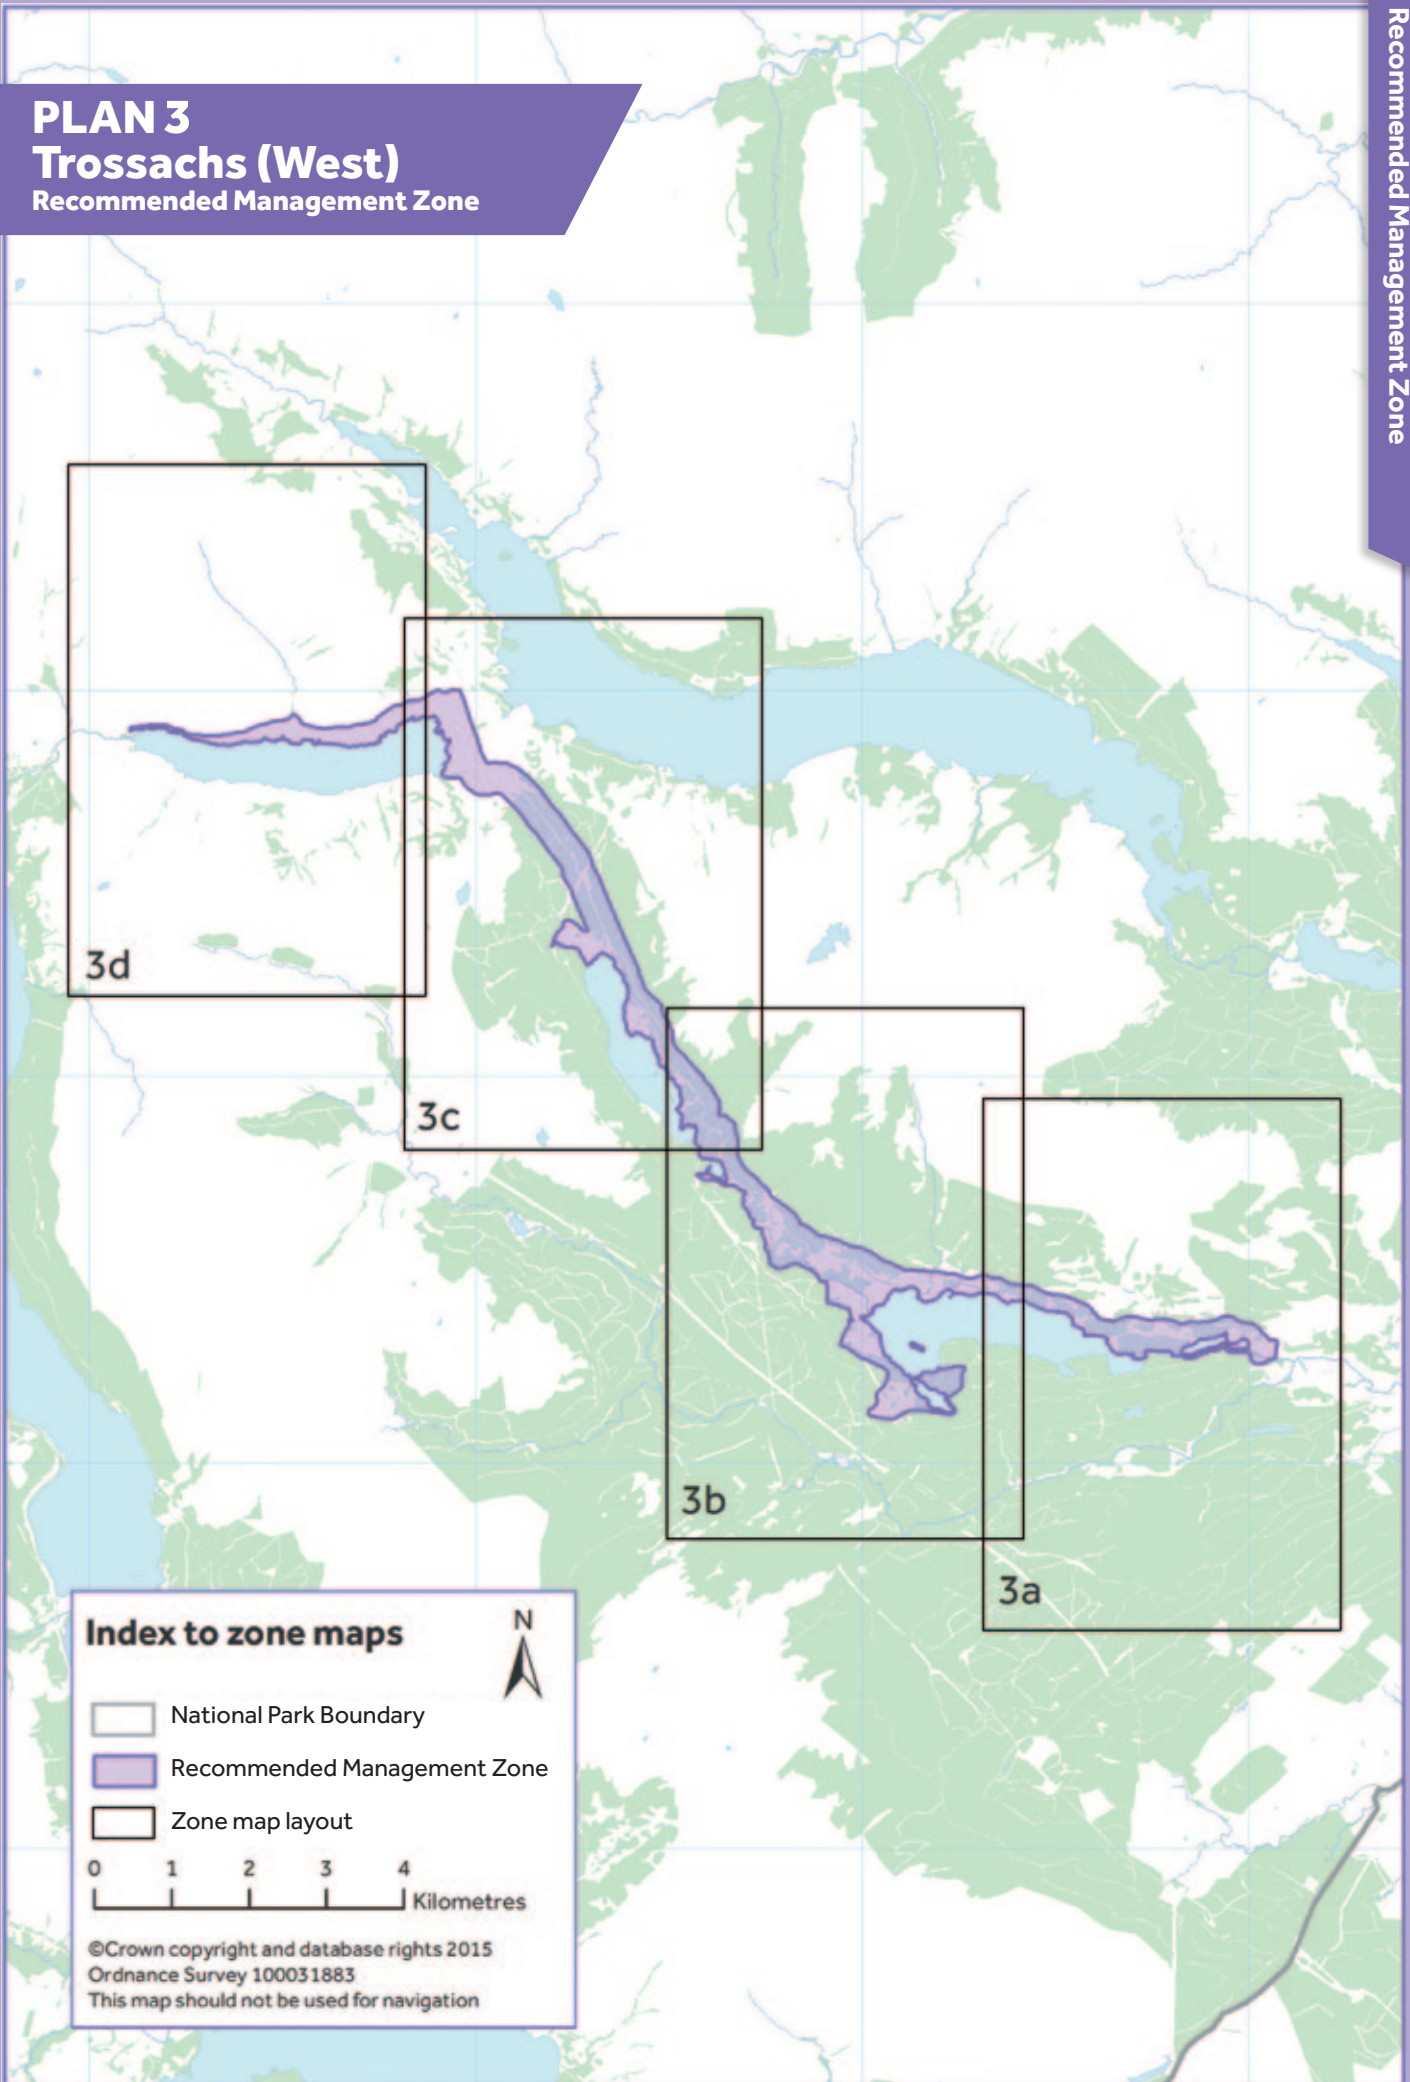 PLAN 3
Trossachs (West)
Recommended Management Zone
Recommended Management Zone
3d
3c
3b
3a
Index to zone maps
N
National Park Boundary
Recommended Management Zone
Zone map layout
0 1 2 3 4
Kilometres
©Crown copyright and database rights 2015
Ordnance Survey 100031883
This map should not be used for navigation